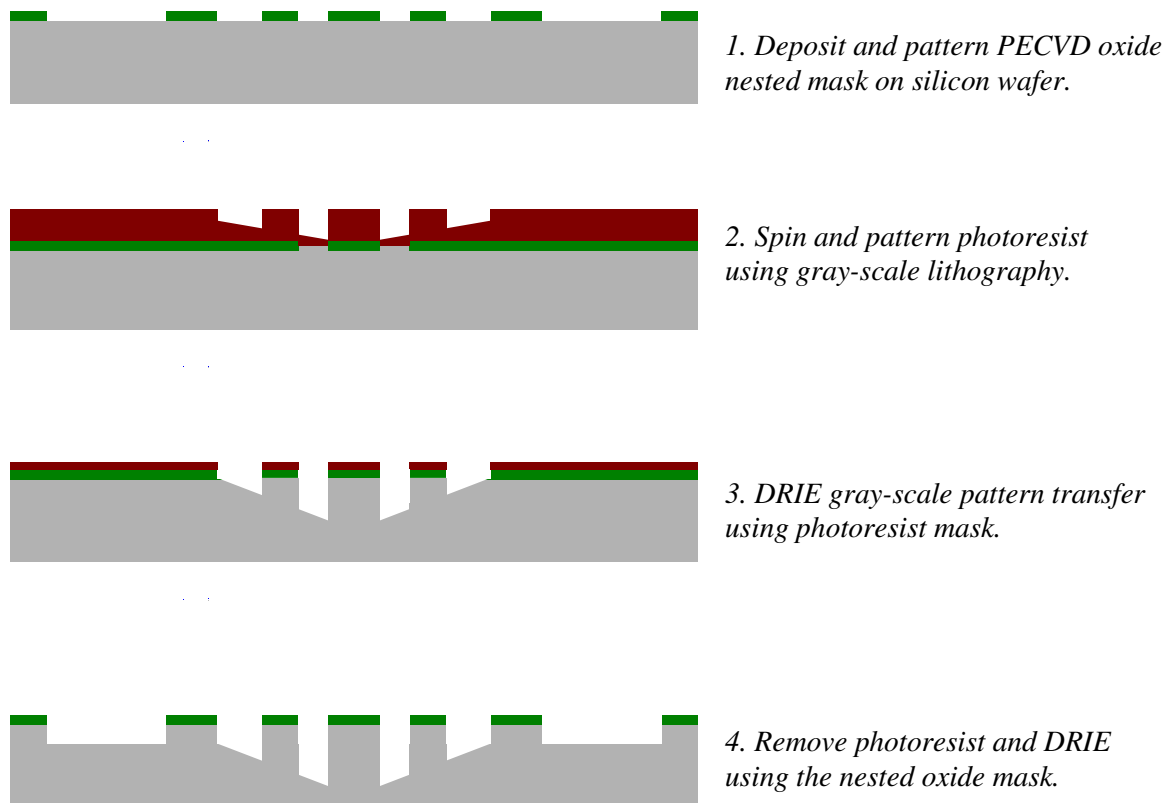 1. Deposit and pattern PECVD oxide
nested mask on silicon wafer.
2. Spin and pattern photoresist
using gray-scale lithography.
3. DRIE gray-scale pattern transfer
using photoresist mask.
4. Remove photoresist and DRIE
using the nested oxide mask.